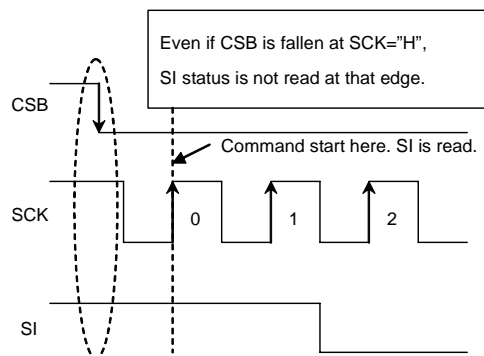 Even if CSB is fallen at SCK=”H”,
SI status is not read at that edge.
CSB
Command start here. SI is read.
SCK
0 1 2
SI